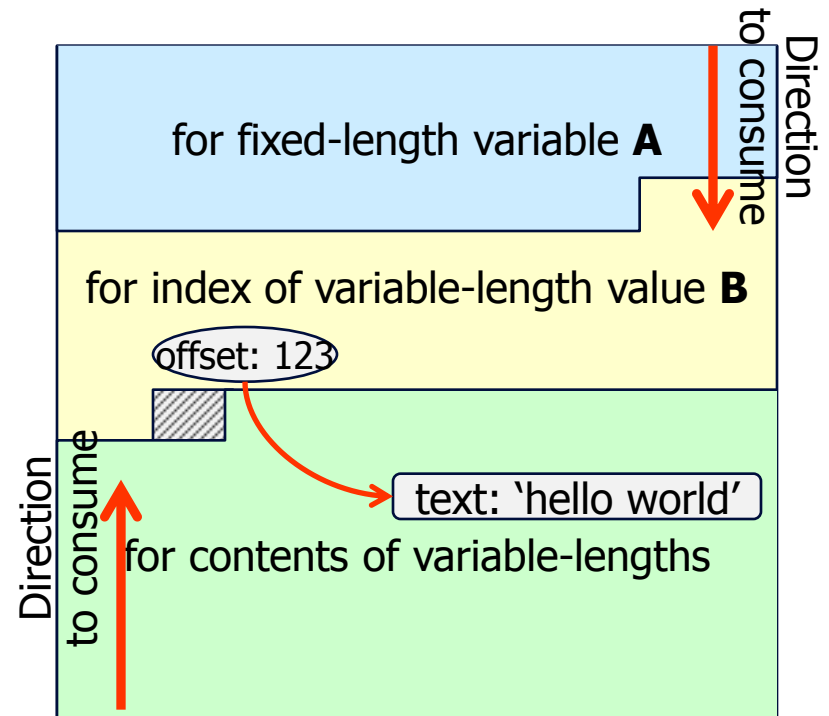 Direction
to consume
for fixed-length variable A
for index of variable-length value B
offset: 123
text: ‘hello world’
for contents of variable-lengths
Direction
to consume